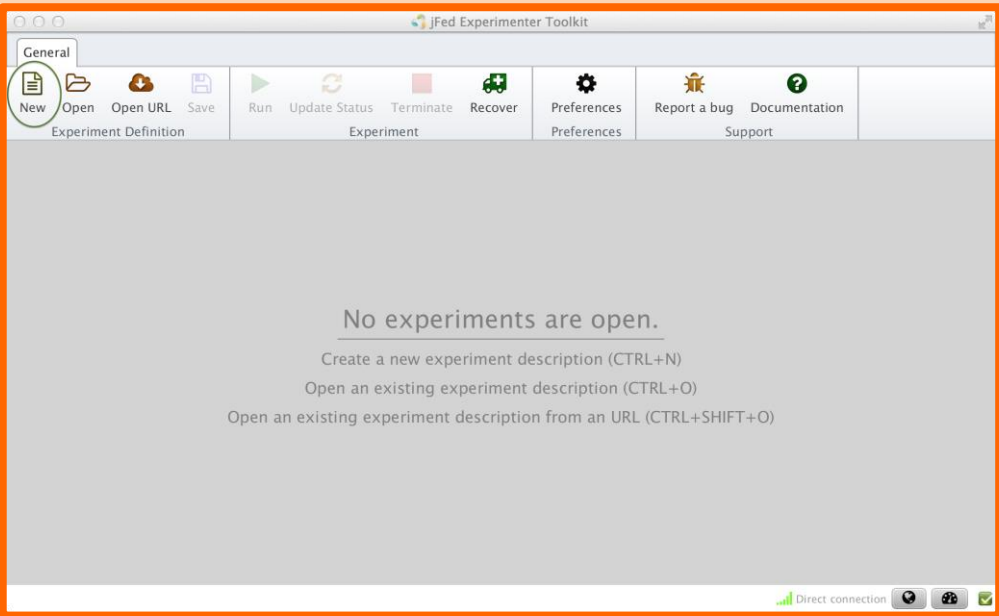 jFed Experimenter Toolkit
General
New Open Open URL Save Run Update Status Terminate Recover Preferences Report a bug Documentation
Experiment Definition Experiment Preferences Support
No experiments are open.
Create a new experiment description (CTRL+N)
Open an existing experiment description (CTRL+O)
Open an existing experiment description from an URL (CTRL+SHIFT+O)
Direct connection